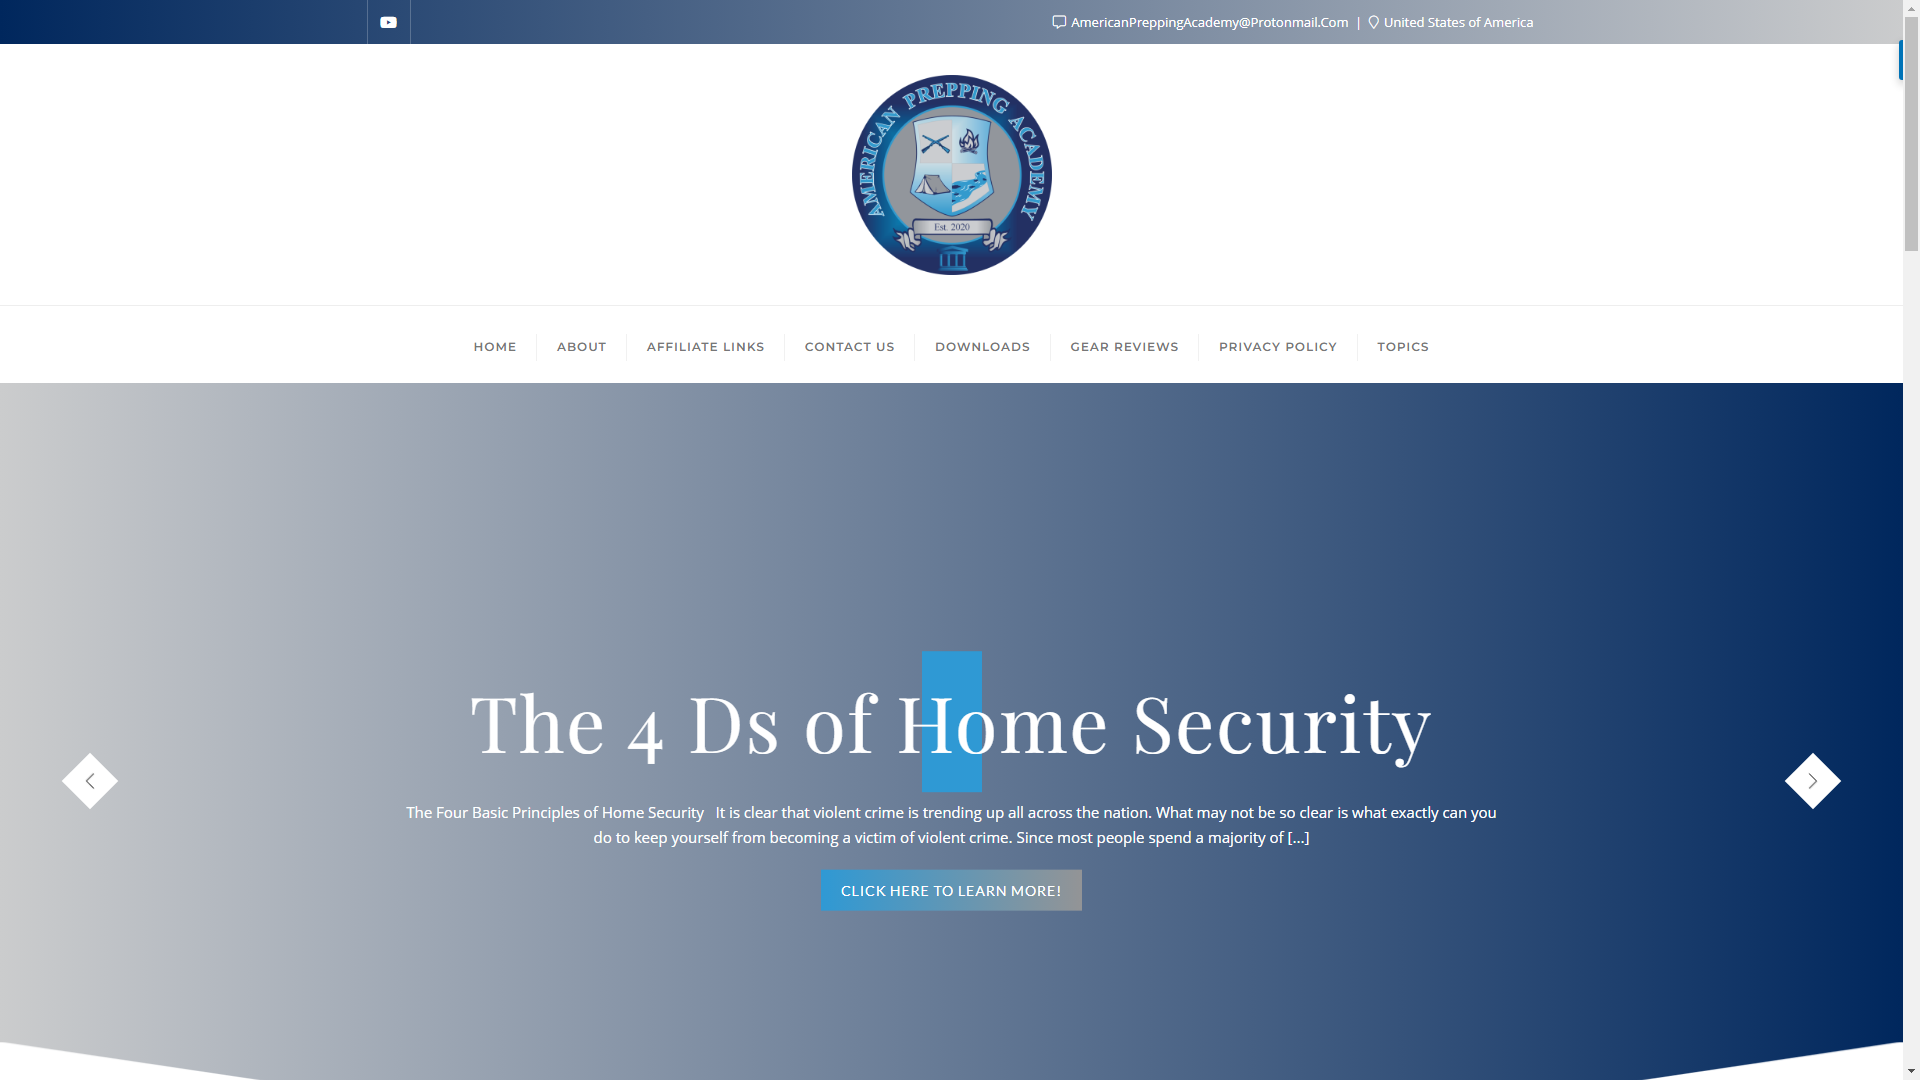 AmericanPreppingAcademy@Protonmail.Com | United States of America
AMERICAN PREPPING ACADEMY
Est. 2020
HOME ABOUT AFFILIATE LINKS CONTACT US DOWNLOADS GEAR REVIEWS PRIVACY POLICY TOPICS
The 4 Ds of Home Security
The Four Basic Principles of Home Security   It is clear that violent crime is trending up all across the nation. What may not be so clear is what exactly can you
do to keep yourself from becoming a victim of violent crime. Since most people spend a majority of [...]
CLICK HERE TO LEARN MORE!